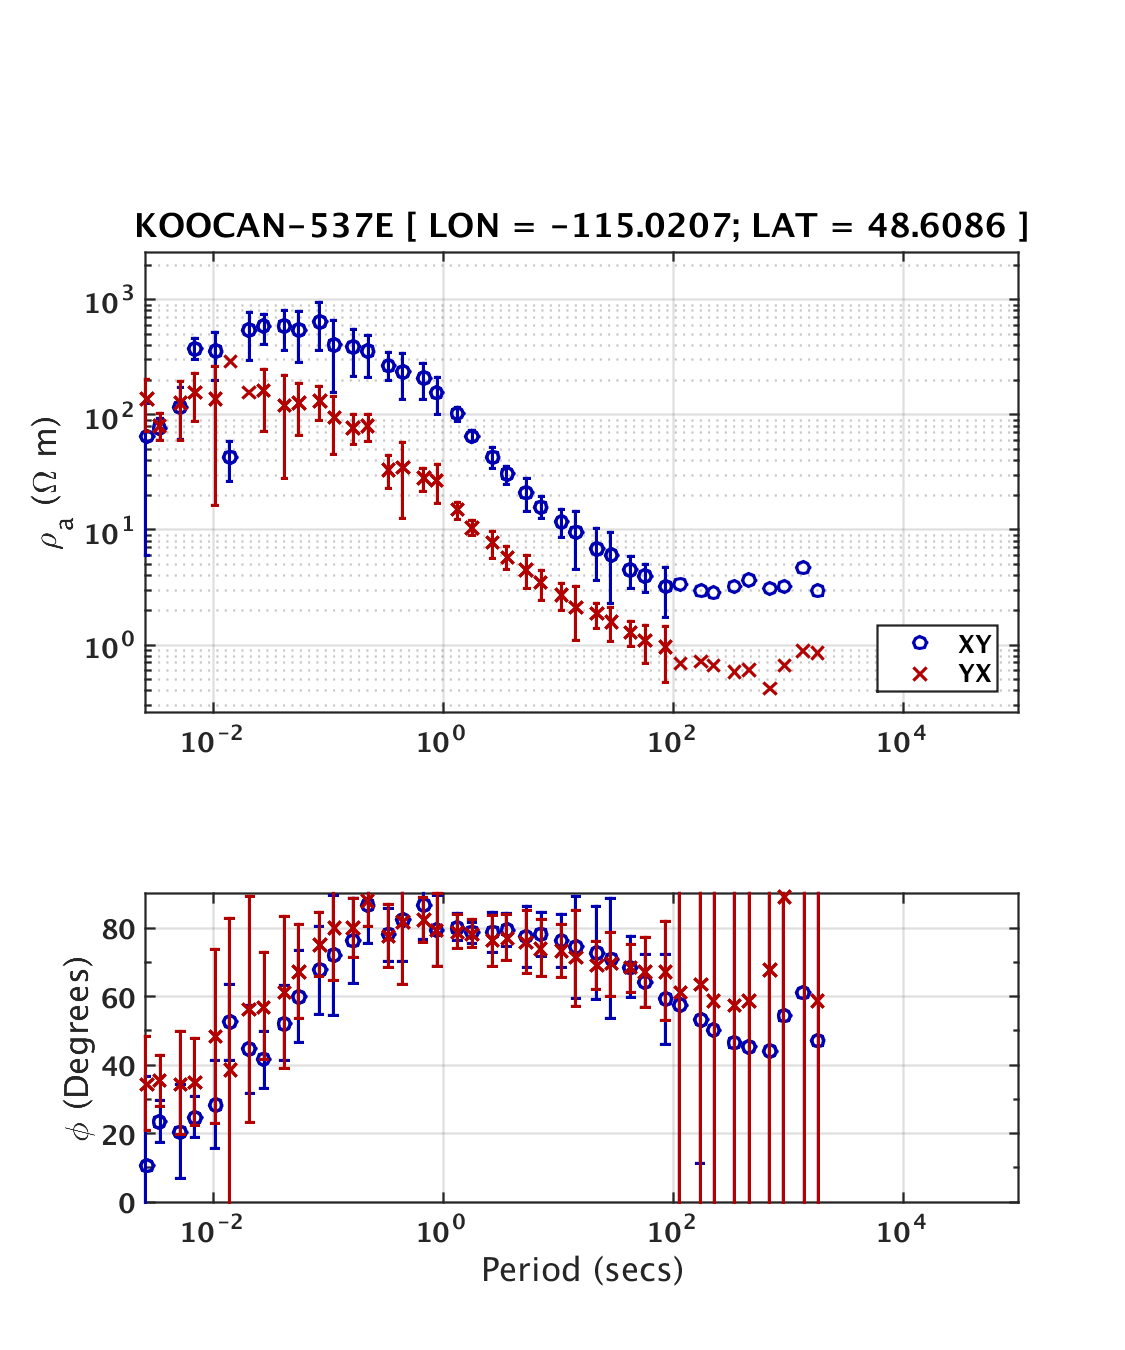 KOOCAN-537E [ LON = -115.0207; LAT = 48.6086 ]
10³
10²
10¹
10⁰
ρₐ (Ω m)
XY
YX
10⁻² 10⁰ 10² 10⁴
80
60
40
20
0
ϕ (Degrees)
10⁻² 10⁰ 10² 10⁴
Period (secs)